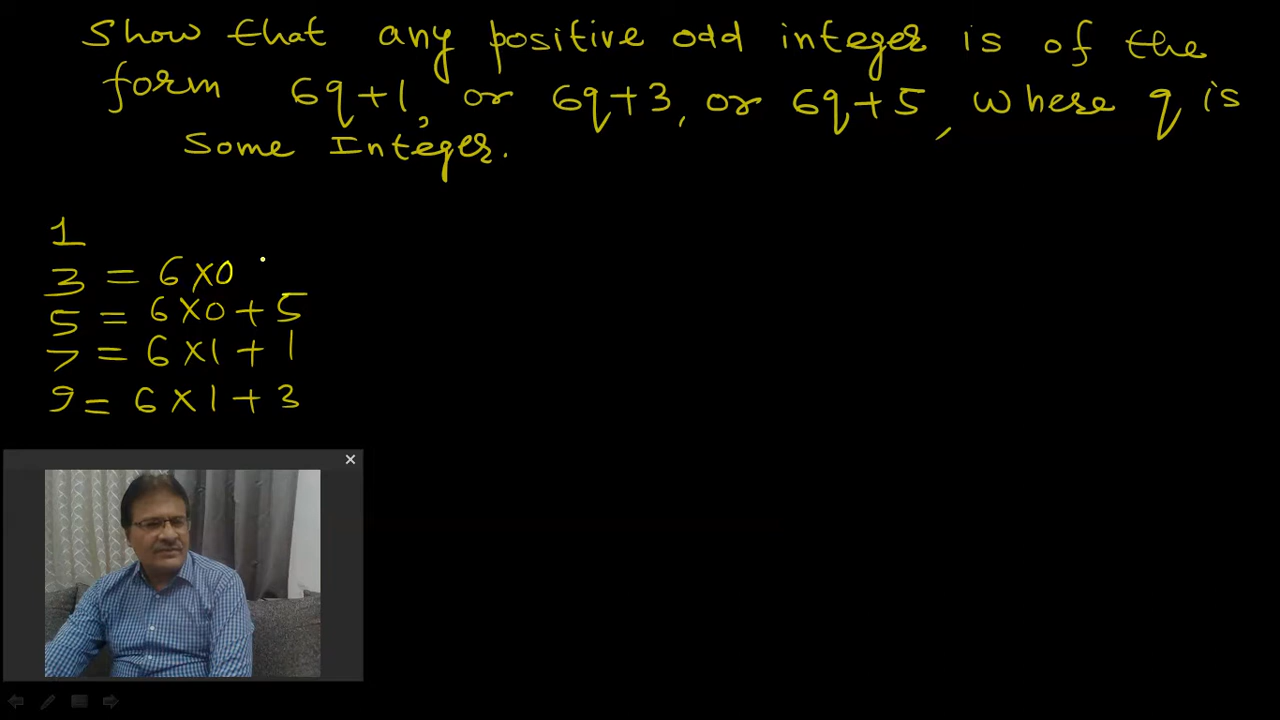 Show that any positive odd integer is of the
form 6q+1, or 6q+3, or 6q+5, where q is
Some Integer.
1
3 = 6×0
5 = 6×0+5
7 = 6×1+1
9 = 6×1+3